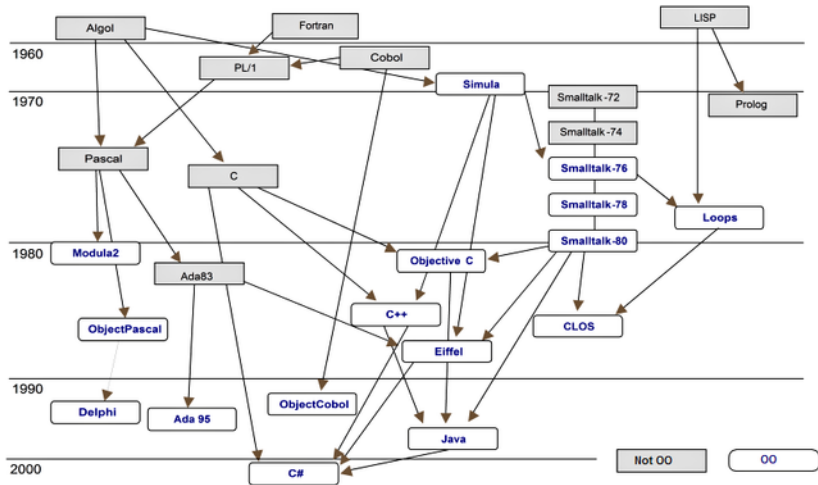 Algol
Fortran
LISP
1960
PL/1
Cobol
Simula
1970
Smalltalk-72
Prolog
Smalltalk-74
Pascal
C
Smalltalk-76
Smalltalk-78
Loops
1980
Modula2
Objective C
Smalltalk-80
Ada83
ObjectPascal
C++
CLOS
Eiffel
1990
Delphi
Ada 95
ObjectCobol
Java
2000
C#
Not OO
OO